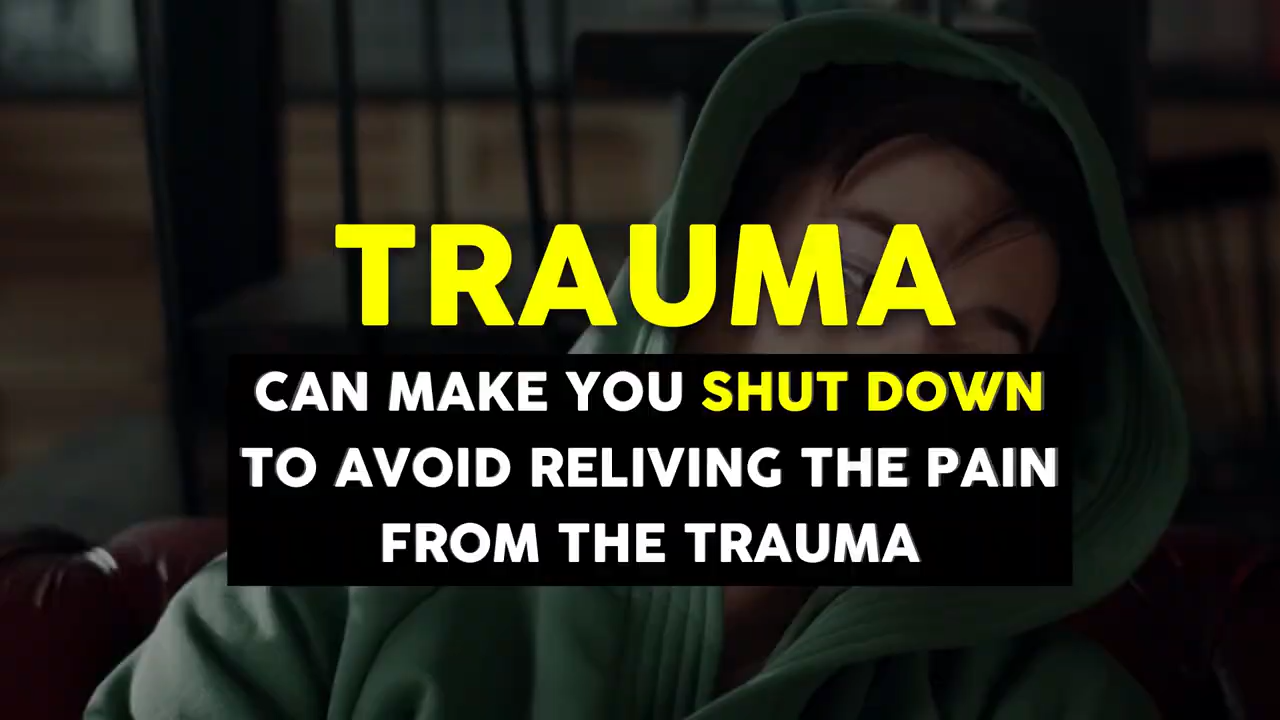 TRAUMA
CAN MAKE YOU SHUT DOWN
TO AVOID RELIVING THE PAIN
FROM THE TRAUMA